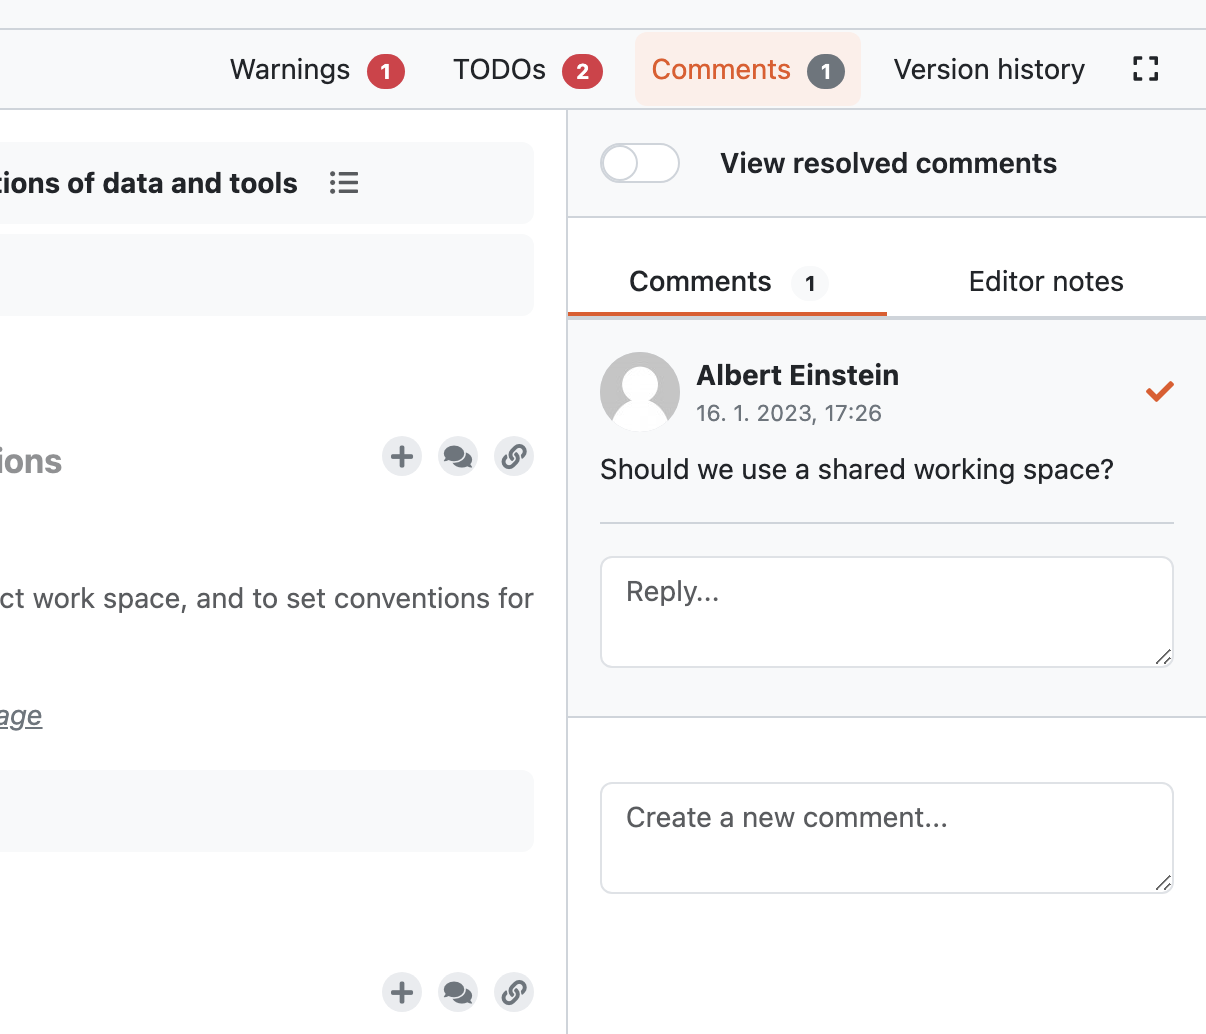 Warnings 1 TODOs 2 Comments 1 Version history
tions of data and tools
View resolved comments
Comments 1 Editor notes
Albert Einstein
16. 1. 2023, 17:26
Should we use a shared working space?
Reply...
Create a new comment...
ions
ct work space, and to set conventions for
age